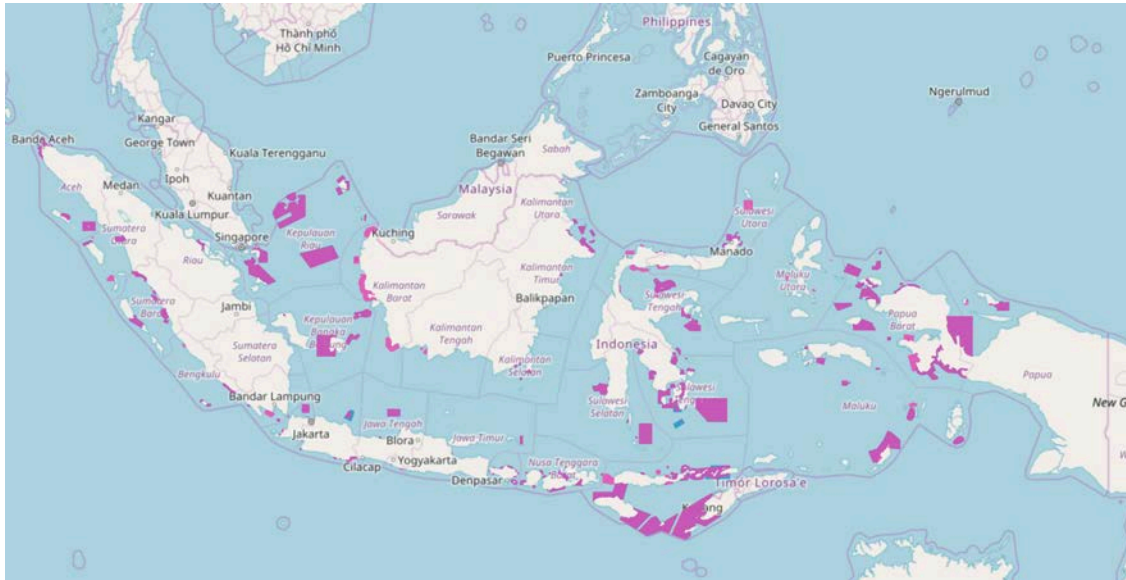 Thành phố
Hồ Chí Minh
Philippines
Puerto Princesa
Cagayan
de Oro
Zamboanga
City
Davao City
General Santos
Ngerulmud
Kangar
Banda Aceh
George Town
Kuala Terengganu
Bandar Seri
Begawan
Sabah
Aceh
Medan
Ipoh
Kuantan
Kuala Lumpur
Malaysia
Kalimantan
Utara
Sarawak
Sumatera
Utara
Singapore
Kepulauan
Riau
Kuching
Sulawesi
Utara
Manado
Riau
Kalimantan
Timur
Maluku
Utara
Sumatera
Barat
Jambi
Kalimantan
Barat
Balikpapan
Sulawesi
Tengah
Papua
Barat
Kepulauan
Bangka
Belitung
Kalimantan
Tengah
Sumatera
Selatan
Indonesia
Papua
Bengkulu
Kalimantan
Selatan
Bandar Lampung
Sulawesi
Selatan
Sulawesi
Maluku
New G
Jakarta
Jawa Tengah
Blora
Jawa Timur
Cilacap
Yogyakarta
Denpasar
Nusa Tenggara
Barat
Timór Lorosa'e